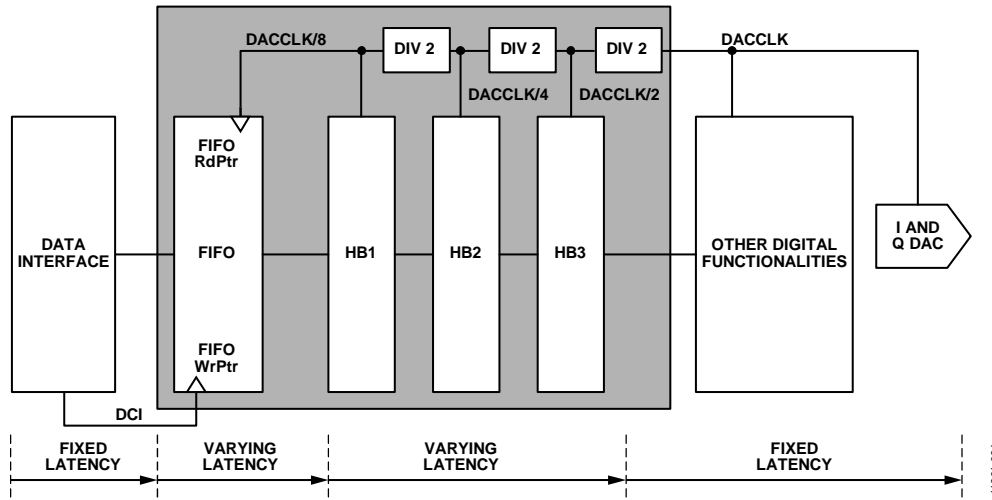 DACCLK/8
DIV 2
DIV 2
DIV 2
DACCLK
DACCLK/4
DACCLK/2
DATA
INTERFACE
FIFO
RdPtr
FIFO
FIFO
WrPtr
HB1
HB2
HB3
OTHER DIGITAL
FUNCTIONALITIES
I AND
Q DAC
DCI
FIXED
LATENCY
VARYING
LATENCY
VARYING
LATENCY
FIXED
LATENCY